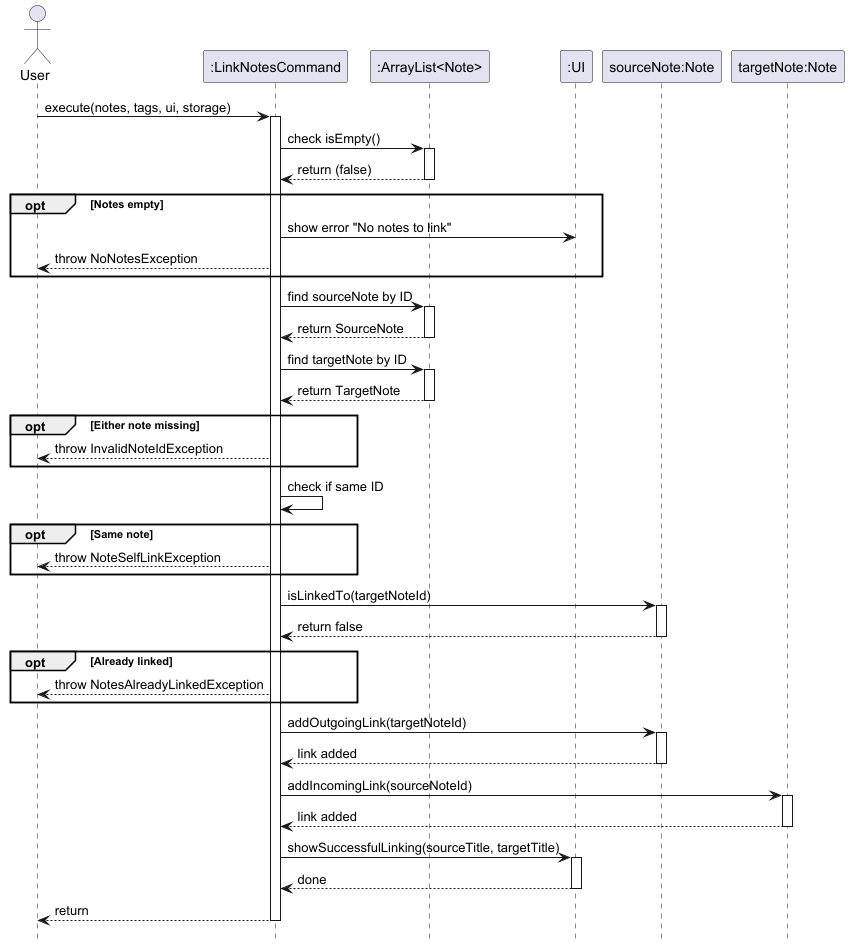 User
:LinkNotesCommand
:ArrayList<Note>
:UI
sourceNote:Note
targetNote:Note
execute(notes, tags, ui, storage)
check isEmpty()
return (false)
opt [Notes empty]
show error "No notes to link"
throw NoNotesException
find sourceNote by ID
return SourceNote
find targetNote by ID
return TargetNote
opt [Either note missing]
throw InvalidNoteIdException
check if same ID
opt [Same note]
throw NoteSelfLinkException
isLinkedTo(targetNoteId)
return false
opt [Already linked]
throw NotesAlreadyLinkedException
addOutgoingLink(targetNoteId)
link added
addIncomingLink(sourceNoteId)
link added
showSuccessfulLinking(sourceTitle, targetTitle)
done
return